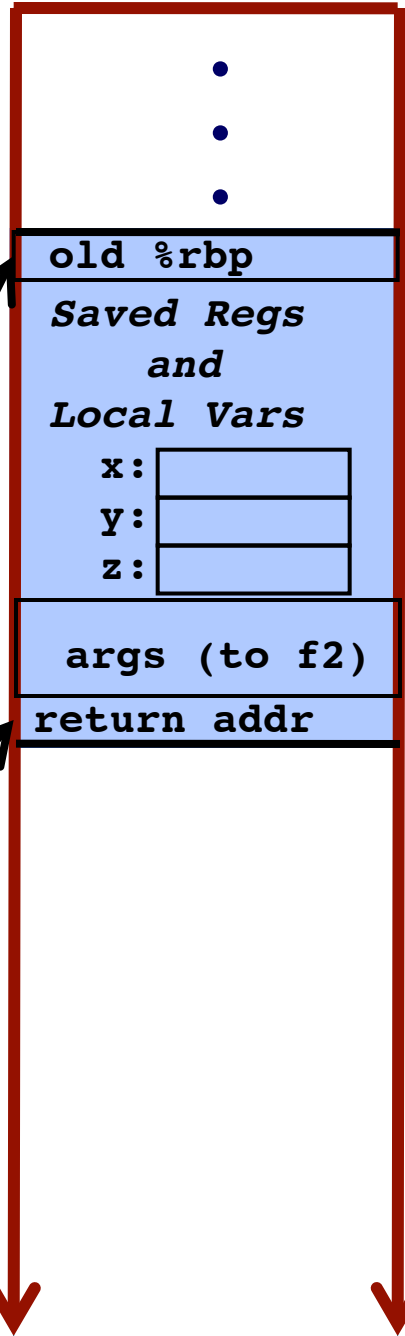 old %rbp
Saved Regs
and
Local Vars
x:
y:
z:
args (to f2)
return addr